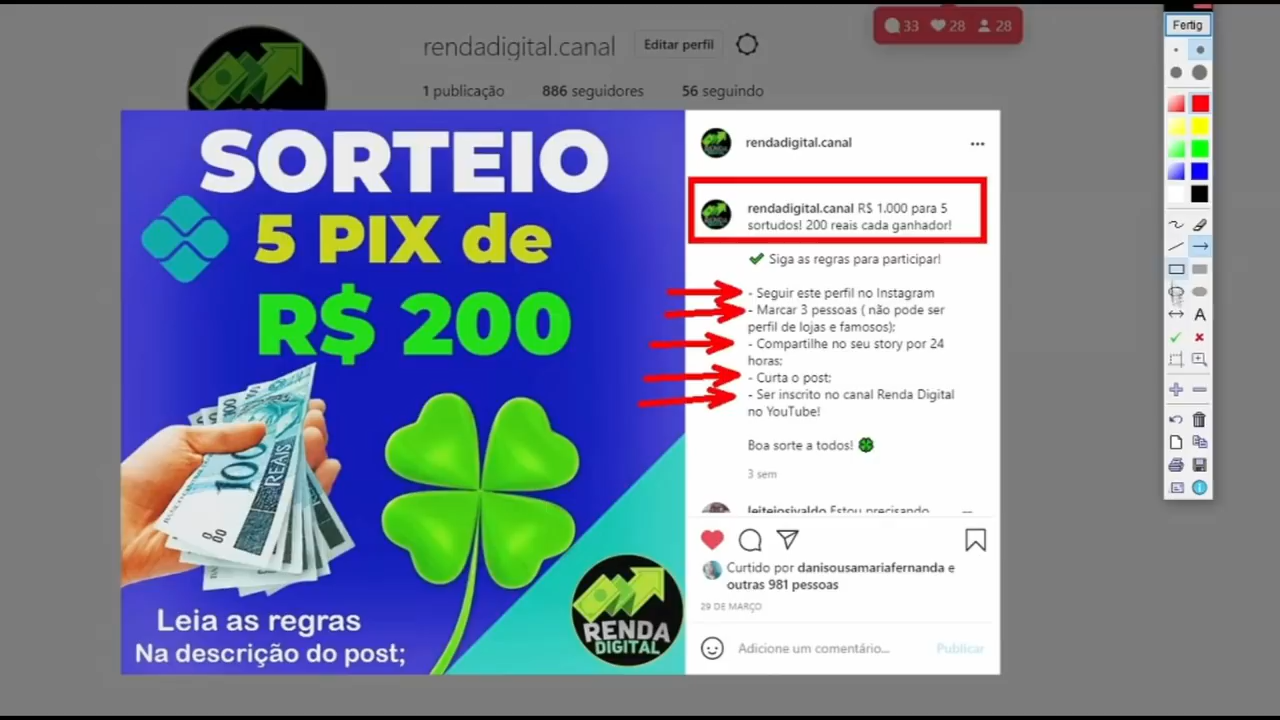 rendadigital.canal
Editar perfil
33 28 28
1 publicação 886 seguidores 56 seguindo
SORTEIO
5 PIX de
R$ 200
100
REAIS
Leia as regras
Na descrição do post;
RENDA
DIGITAL
rendadigital.canal
rendadigital.canal R$ 1.000 para 5
sortudos! 200 reais cada ganhador!
Siga as regras para participar!
- Seguir este perfil no Instagram
- Marcar 3 pessoas ( não pode ser
perfil de lojas e famosos);
- Compartilhe no seu story por 24
horas;
- Curta o post;
- Ser inscrito no canal Renda Digital
no YouTube!
Boa sorte a todos!
3 sem
leiteiosivaldo Estou precisando
Curtido por danisousamariafernanda e
outras 981 pessoas
29 DE MARÇO
Adicione um comentário...
Publicar
Fertig
A